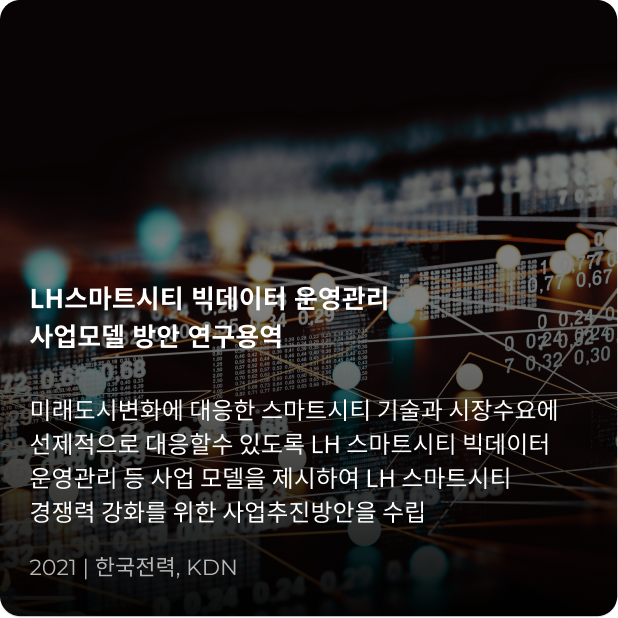 LH스마트시티 빅데이터 운영관리
사업모델 방안 연구용역
미래도시변화에 대응한 스마트시티 기술과 시장수요에
선제적으로 대응할수 있도록 LH 스마트시티 빅데이터
운영관리 등 사업 모델을 제시하여 LH 스마트시티
경쟁력 강화를 위한 사업추진방안을 수립
2021 | 한국전력, KDN